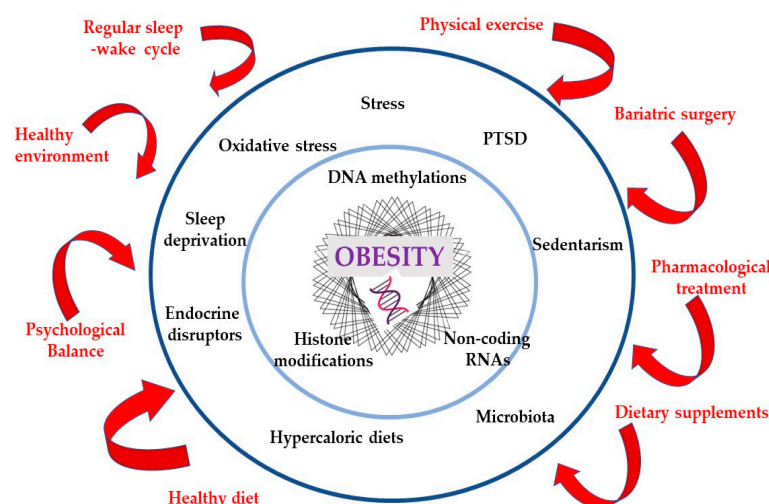 Regular sleep
-wake cycle
Physical exercise
Healthy
environment
Bariatric surgery
Stress
Oxidative stress
PTSD
DNA methylations
Sleep
deprivation
OBESITY
Sedentarism
Pharmacological
treatment
Endocrine
disruptors
Psychological
Balance
Histone
modifications
Non-coding
RNAs
Hypercaloric diets
Microbiota
Dietary supplements
Healthy diet